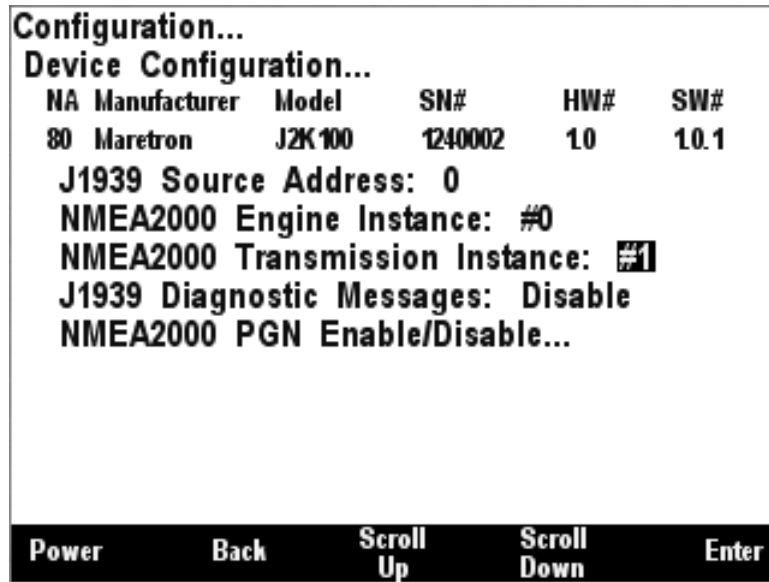 Configuration...
Device Configuration...
NA Manufacturer Model SN# HW# SW#
80 Maretron J2K100 1240002 1.0 1.0.1
J1939 Source Address: 0
NMEA2000 Engine Instance: #0
NMEA2000 Transmission Instance: #1
J1939 Diagnostic Messages: Disable
NMEA2000 PGN Enable/Disable...
Power Back Scroll Up Scroll Down Enter